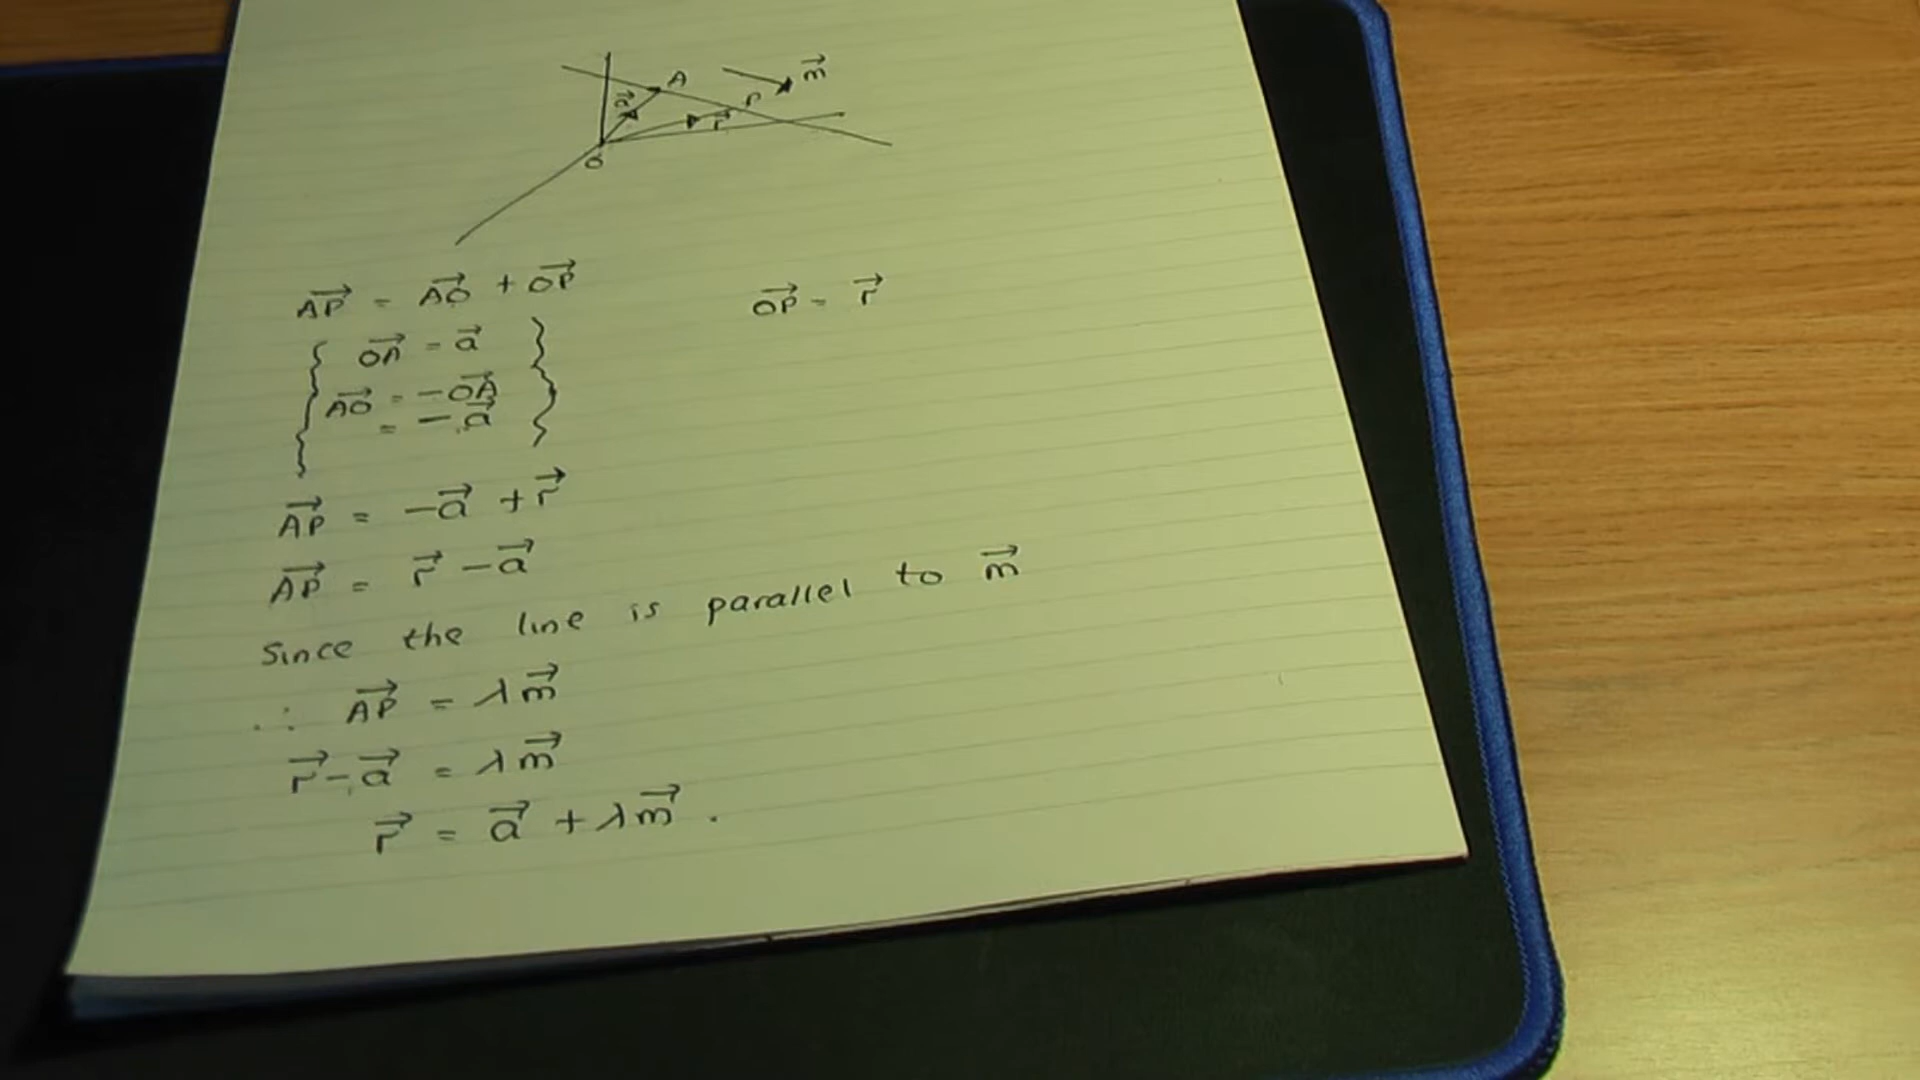 A
m⃗
a⃗
P
r⃗
O
AP⃗ = AO⃗ + OP⃗
OP⃗ = r⃗
{ OA⃗ = a⃗ }
AO⃗ = -OA⃗
= -a⃗
AP⃗ = -a⃗ + r⃗
AP⃗ = r⃗ - a⃗
Since the line is parallel to m⃗
∴ AP⃗ = λm⃗
r⃗ - a⃗ = λm⃗
r⃗ = a⃗ + λm⃗ .